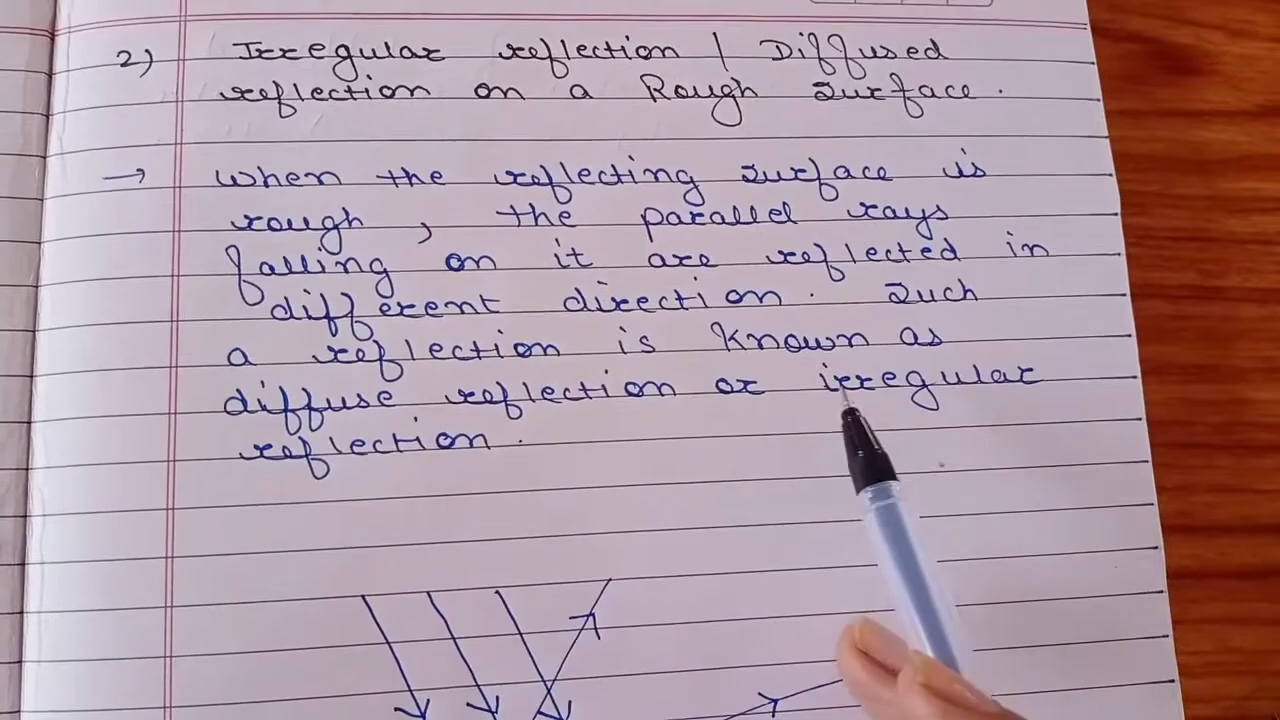 2) Irregular reflection | Diffused
reflection on a Rough Surface.
→ When the reflecting surface is
rough, the parallel rays
falling on it are reflected in
different direction. Such
a reflection is known as
diffuse reflection or irregular
reflection.